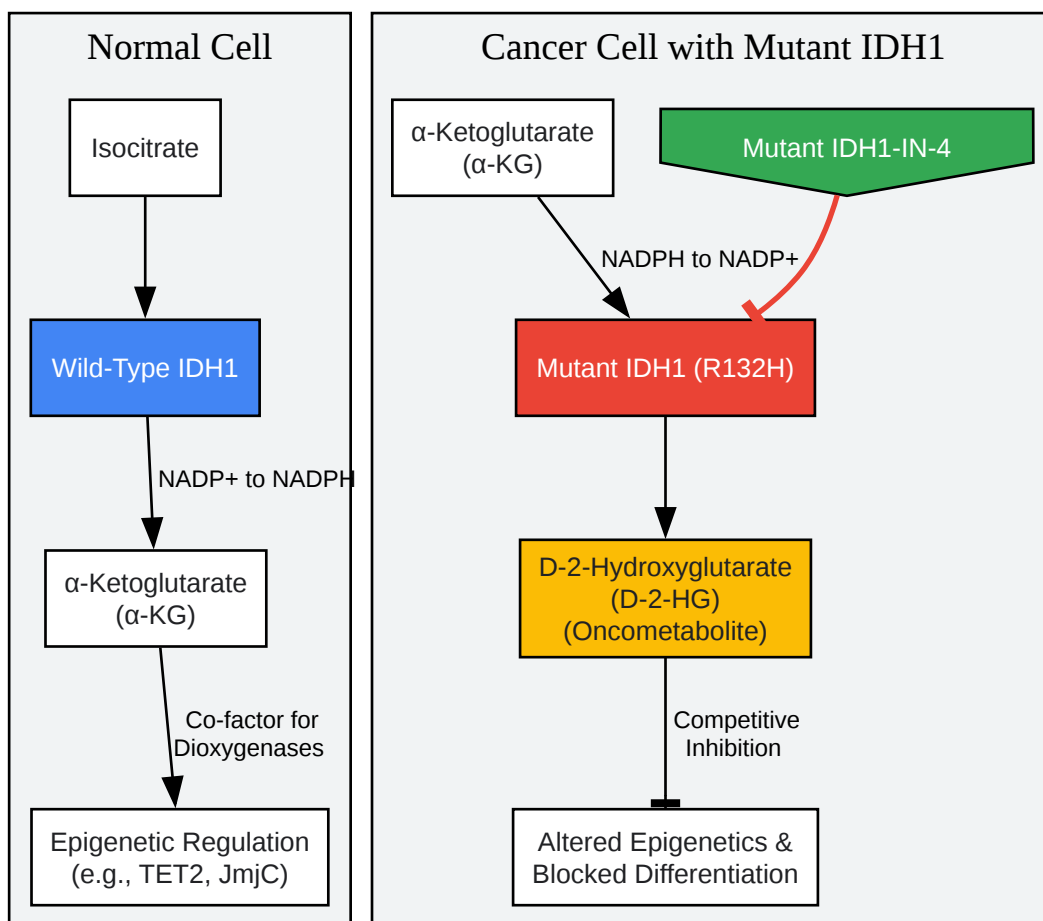 Normal Cell
Isocitrate
Wild-Type IDH1
NADP+ to NADPH
α-Ketoglutarate
(α-KG)
Co-factor for
Dioxygenases
Epigenetic Regulation
(e.g., TET2, JmjC)
Cancer Cell with Mutant IDH1
α-Ketoglutarate
(α-KG)
Mutant IDH1-IN-4
NADPH to NADP+
Mutant IDH1 (R132H)
D-2-Hydroxyglutarate
(D-2-HG)
(Oncometabolite)
Competitive
Inhibition
Altered Epigenetics &
Blocked Differentiation